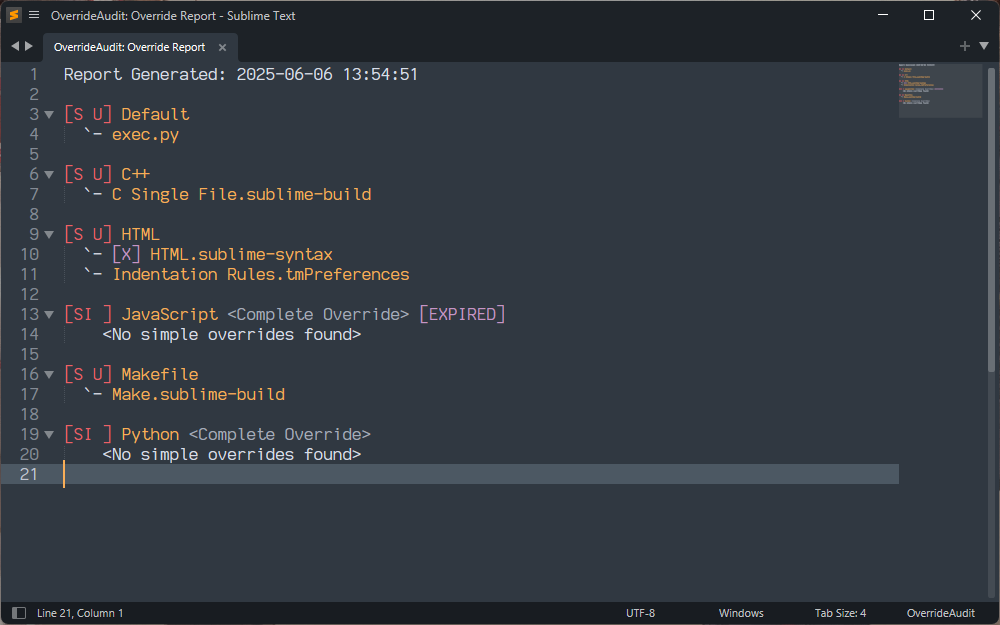 OverrideAudit: Override Report - Sublime Text
OverrideAudit: Override Report
1 Report Generated: 2025-06-06 13:54:51
2
3 [S U] Default
4 `- exec.py
5
6 [S U] C++
7 `- C Single File.sublime-build
8
9 [S U] HTML
10 `- [X] HTML.sublime-syntax
11 `- Indentation Rules.tmPreferences
12
13 [SI ] JavaScript <Complete Override> [EXPIRED]
14 <No simple overrides found>
15
16 [S U] Makefile
17 `- Make.sublime-build
18
19 [SI ] Python <Complete Override>
20 <No simple overrides found>
21
Line 21, Column 1 UTF-8 Windows Tab Size: 4 OverrideAudit